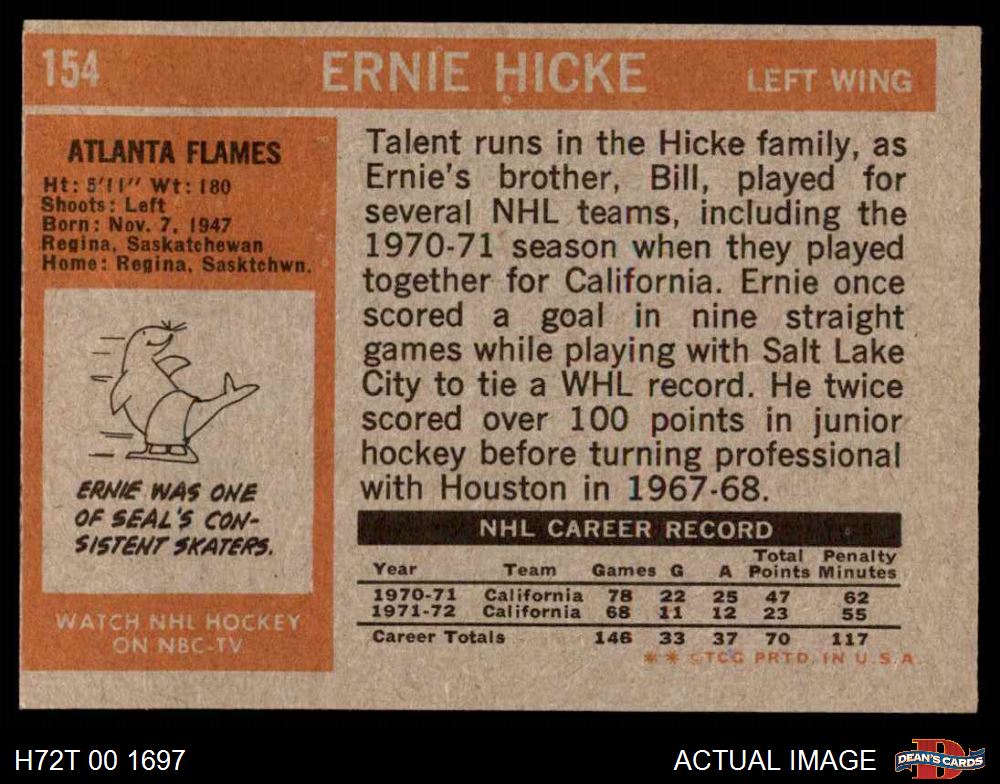 154 ERNIE HICKE LEFT WING
ATLANTA FLAMES
Ht: 5'11" Wt: 180
Shoots: Left
Born: Nov. 7, 1947
Regina, Saskatchewan
Home: Regina, Sasktchwn.
ERNIE WAS ONE
OF SEAL'S CON-
SISTENT SKATERS.
WATCH NHL HOCKEY
ON NBC-TV
Talent runs in the Hicke family, as
Ernie's brother, Bill, played for
several NHL teams, including the
1970-71 season when they played
together for California. Ernie once
scored a goal in nine straight
games while playing with Salt Lake
City to tie a WHL record. He twice
scored over 100 points in junior
hockey before turning professional
with Houston in 1967-68.
NHL CAREER RECORD
Year Team Games G A Total Points Penalty Minutes
1970-71 California 78 22 25 47 62
1971-72 California 68 11 12 23 55
Career Totals 146 33 37 70 117
* * ©TCG PRTD. IN U.S.A.
H72T 00 1697
ACTUAL IMAGE
DEAN'S CARDS